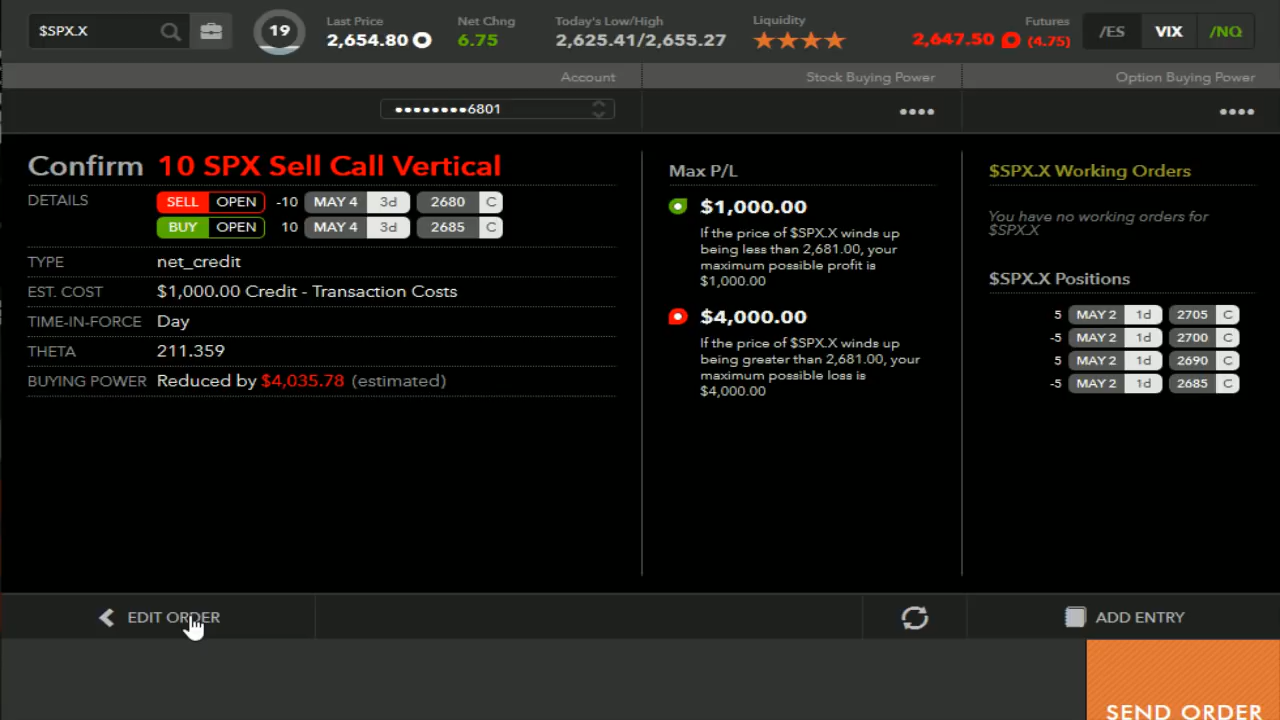 $SPX.X
19
Last Price
2,654.80
Net Chng
6.75
Today's Low/High
2,625.41/2,655.27
Liquidity
Futures
2,647.50 (4.75)
/ES VIX /NQ
Account
Stock Buying Power
Option Buying Power
••••••••6801
••••
••••
Confirm 10 SPX Sell Call Vertical
DETAILS
SELL OPEN -10 MAY 4 3d 2680 C
BUY OPEN 10 MAY 4 3d 2685 C
TYPE net_credit
EST. COST $1,000.00 Credit - Transaction Costs
TIME-IN-FORCE Day
THETA 211.359
BUYING POWER Reduced by $4,035.78 (estimated)
Max P/L
$1,000.00
If the price of $SPX.X winds up
being less than 2,681.00, your
maximum possible profit is
$1,000.00
$4,000.00
If the price of $SPX.X winds up
being greater than 2,681.00, your
maximum possible loss is
$4,000.00
$SPX.X Working Orders
You have no working orders for
$SPX.X
$SPX.X Positions
5 MAY 2 1d 2705 C
-5 MAY 2 1d 2700 C
5 MAY 2 1d 2690 C
-5 MAY 2 1d 2685 C
EDIT ORDER
ADD ENTRY
SEND ORDER